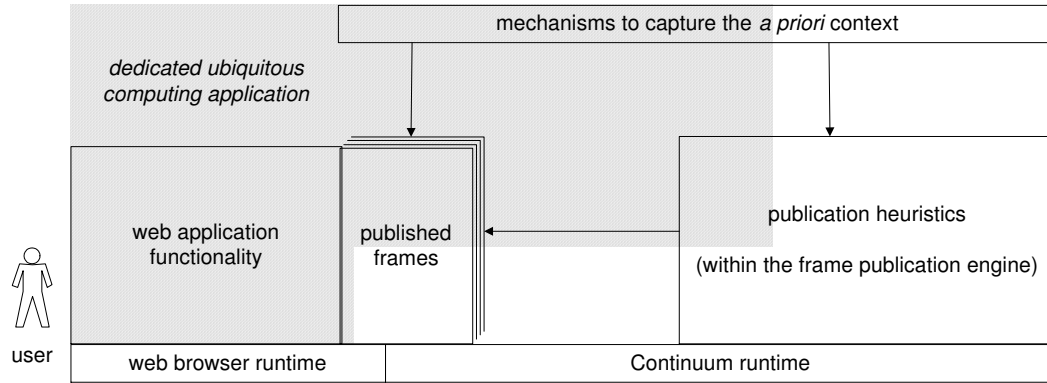 mechanisms to capture the a priori context
dedicated ubiquitous
computing application
web application
functionality
published
frames
publication heuristics
(within the frame publication engine)
user
web browser runtime
Continuum runtime